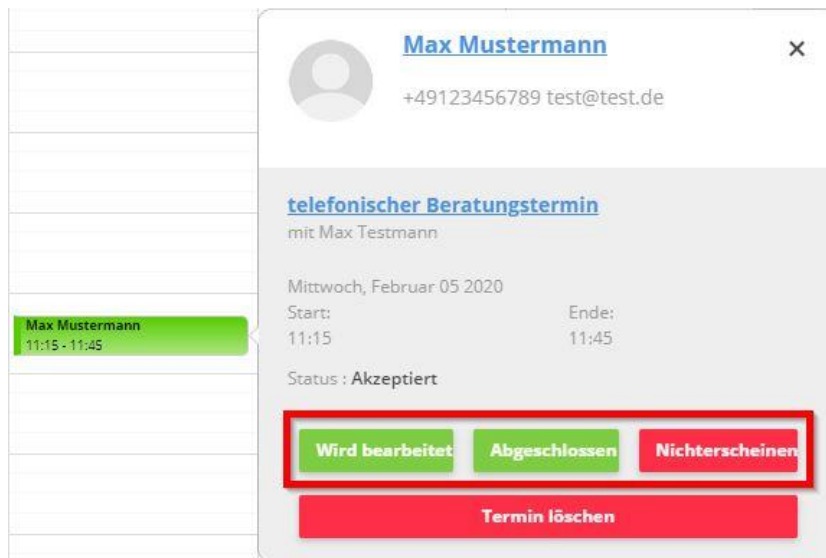 Max Mustermann
+49123456789 test@test.de
telefonischer Beratungstermin
mit Max Testmann
Mittwoch, Februar 05 2020
Start: Ende:
11:15 11:45
Max Mustermann
11:15 - 11:45
Status : Akzeptiert
Wird bearbeitet Abgeschlossen Nichterscheinen
Termin löschen